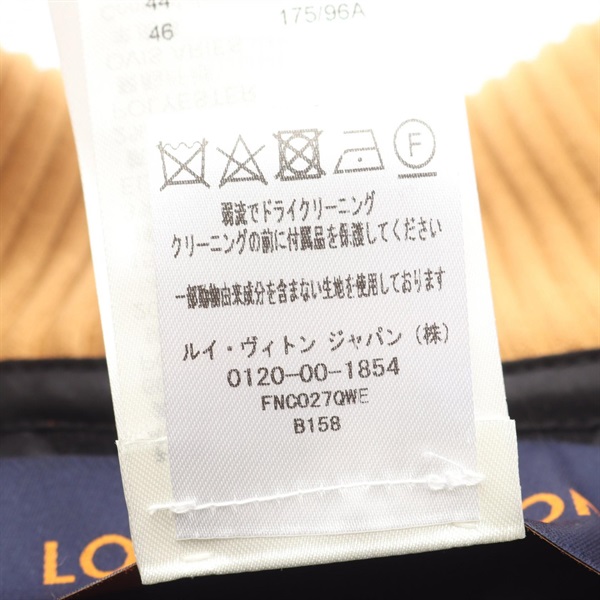 44
46 175/96A
F
弱流でドライクリーニング
クリーニングの前に付属品を保護してください
一部動物由来成分を含まない生地を使用しております
ルイ・ヴィトン ジャパン (株)
0120-00-1854
FNC027QWE
B158
LO
ON